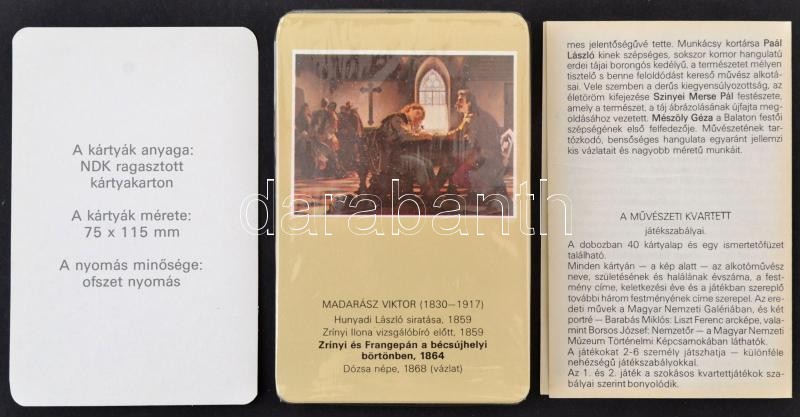 A kártyák anyaga:
NDK ragasztott
kártyakarton
A kártyák mérete:
75 x 115 mm
A nyomás minősége:
ofszet nyomás
MADARÁSZ VIKTOR (1830–1917)
Hunyadi László siratása, 1859
Zrínyi Ilona vizsgálóbíró előtt, 1859
Zrínyi és Frangepán a bécsújhelyi
börtönben, 1864
Dózsa népe, 1868 (vázlat)
mes jelentőségűvé tette. Munkácsy kortársa Paál
László kinek szépséges, sokszor komor hangulatú
erdei tájai borongós kedélyű, a természetet mélyen
tisztelő s benne feloldódást kereső művész alkotá-
sai. Vele szemben a derűs kiegyensúlyozottság, az
életöröm kifejezése Szinyei Merse Pál festészete,
amely a természet, a táj ábrázolásának újfajta meg-
oldásához vezetett. Mészöly Géza a Balaton festői
szépségének első felfedezője. Művészetének tar-
tózkodó, bensőséges hangulata egyaránt jellemzi
kis vázlatait és nagyobb méretű munkáit.
A MŰVÉSZETI KVARTETT
játékszabályai.
A dobozban 40 kártyalap és egy ismertetőfüzet
található.
Minden kártyán — a kép alatt — az alkotóművész
neve, születésének és halálának évszáma, a fest-
mény címe, keletkezési éve és a játékban szereplő
további három festményének címe szerepel. Az ere-
deti művek a Magyar Nemzeti Galériában, és két
portré — Barabás Miklós: Liszt Ferenc arcképe, vala-
mint Borsos József: Nemzetőr — a Magyar Nemzeti
Múzeum Történelmi Képcsarnokában láthatók.
A játékokat 2-6 személy játszhatja — különféle
nehézségű játékszabályokkal.
Az 1. és 2. játék a szokásos kvartettjátékok sza-
bályai szerint bonyolódik.
darabanth